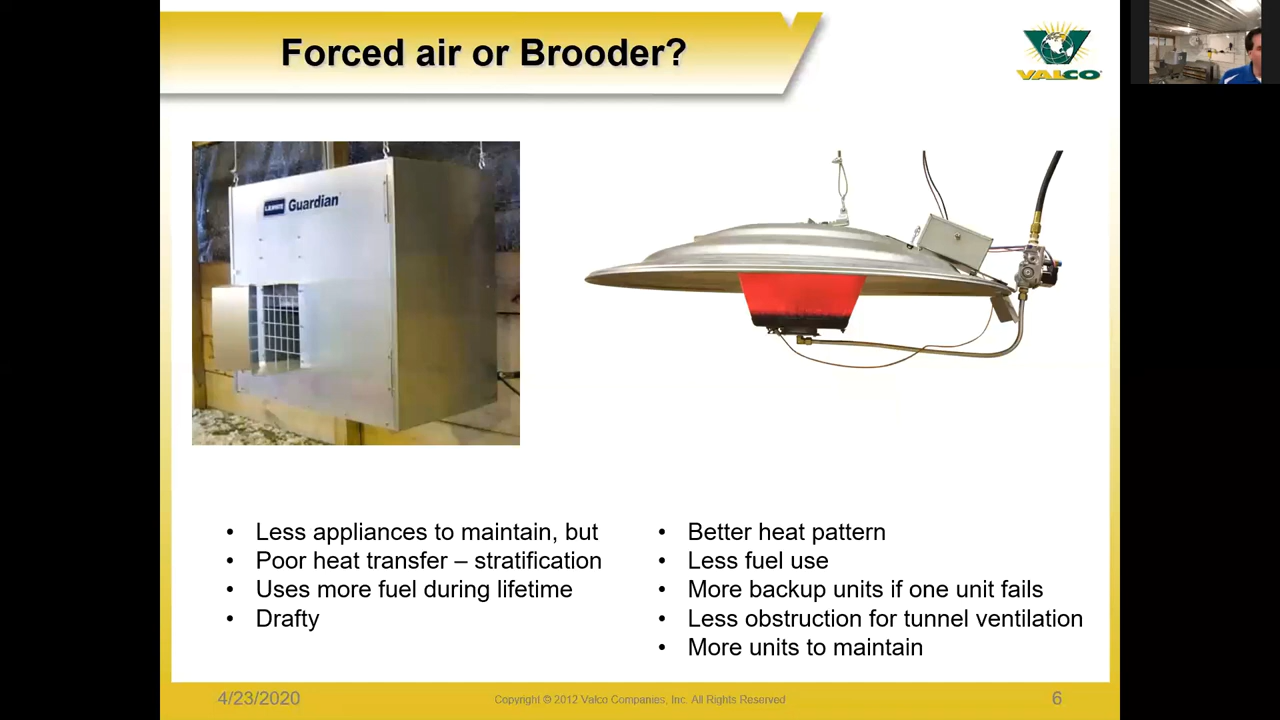 Forced air or Brooder?
VALCO
L.B. WHITE
Guardian
• Less appliances to maintain, but
• Poor heat transfer – stratification
• Uses more fuel during lifetime
• Drafty
• Better heat pattern
• Less fuel use
• More backup units if one unit fails
• Less obstruction for tunnel ventilation
• More units to maintain
4/23/2020
Copyright © 2012 Valco Companies, Inc. All Rights Reserved
6